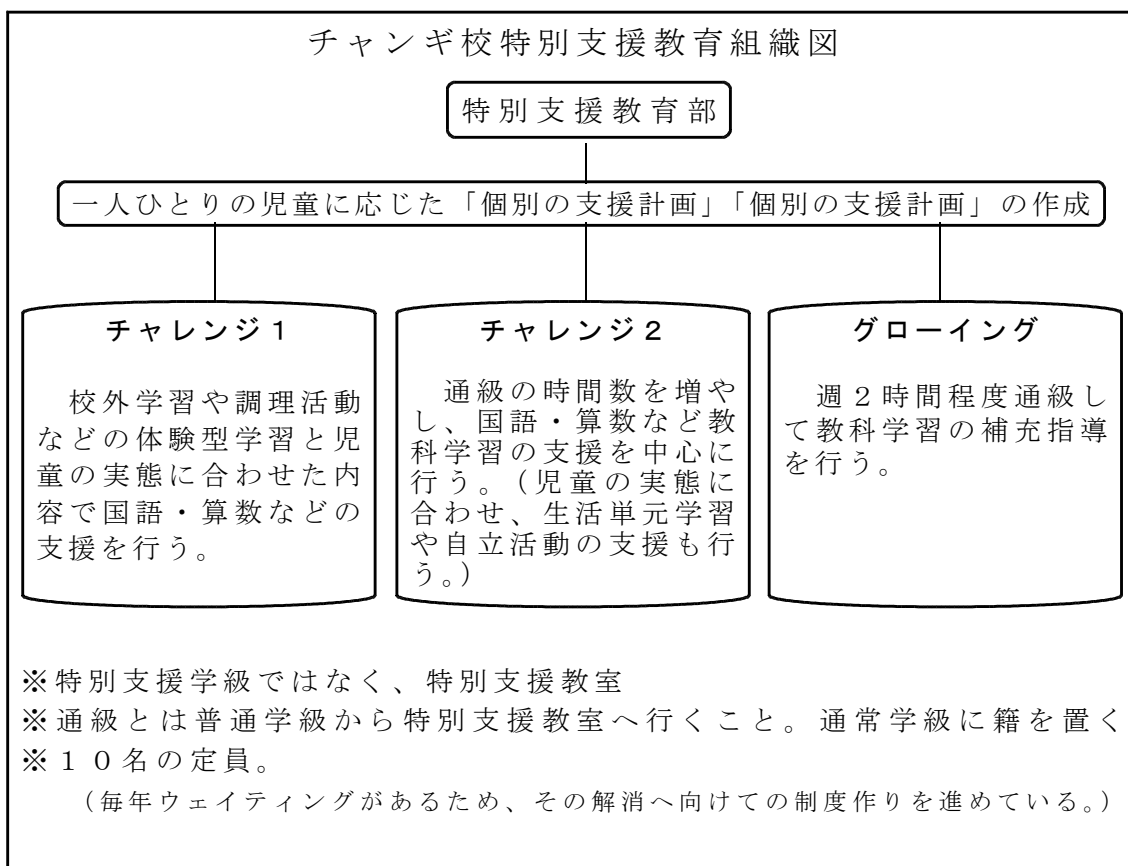 チャンギ校特別支援教育組織図
特別支援教育部
一人ひとりの児童に応じた「個別の支援計画」「個別の支援計画」の作成
チャレンジ１
校外学習や調理活動
などの体験型学習と児
童の実態に合わせた内
容で国語・算数などの
支援を行う。
チャレンジ２
通級の時間数を増や
し、国語・算数など教
科学習の支援を中心に
行う。（児童の実態に
合わせ、生活単元学習
や自立活動の支援も行
う。）
グローイング
週２時間程度通級し
て教科学習の補充指導
を行う。
※特別支援学級ではなく、特別支援教室
※通級とは普通学級から特別支援教室へ行くこと。通常学級に籍を置く
※１０名の定員。
（毎年ウェイティングがあるため、その解消へ向けての制度作りを進めている。）